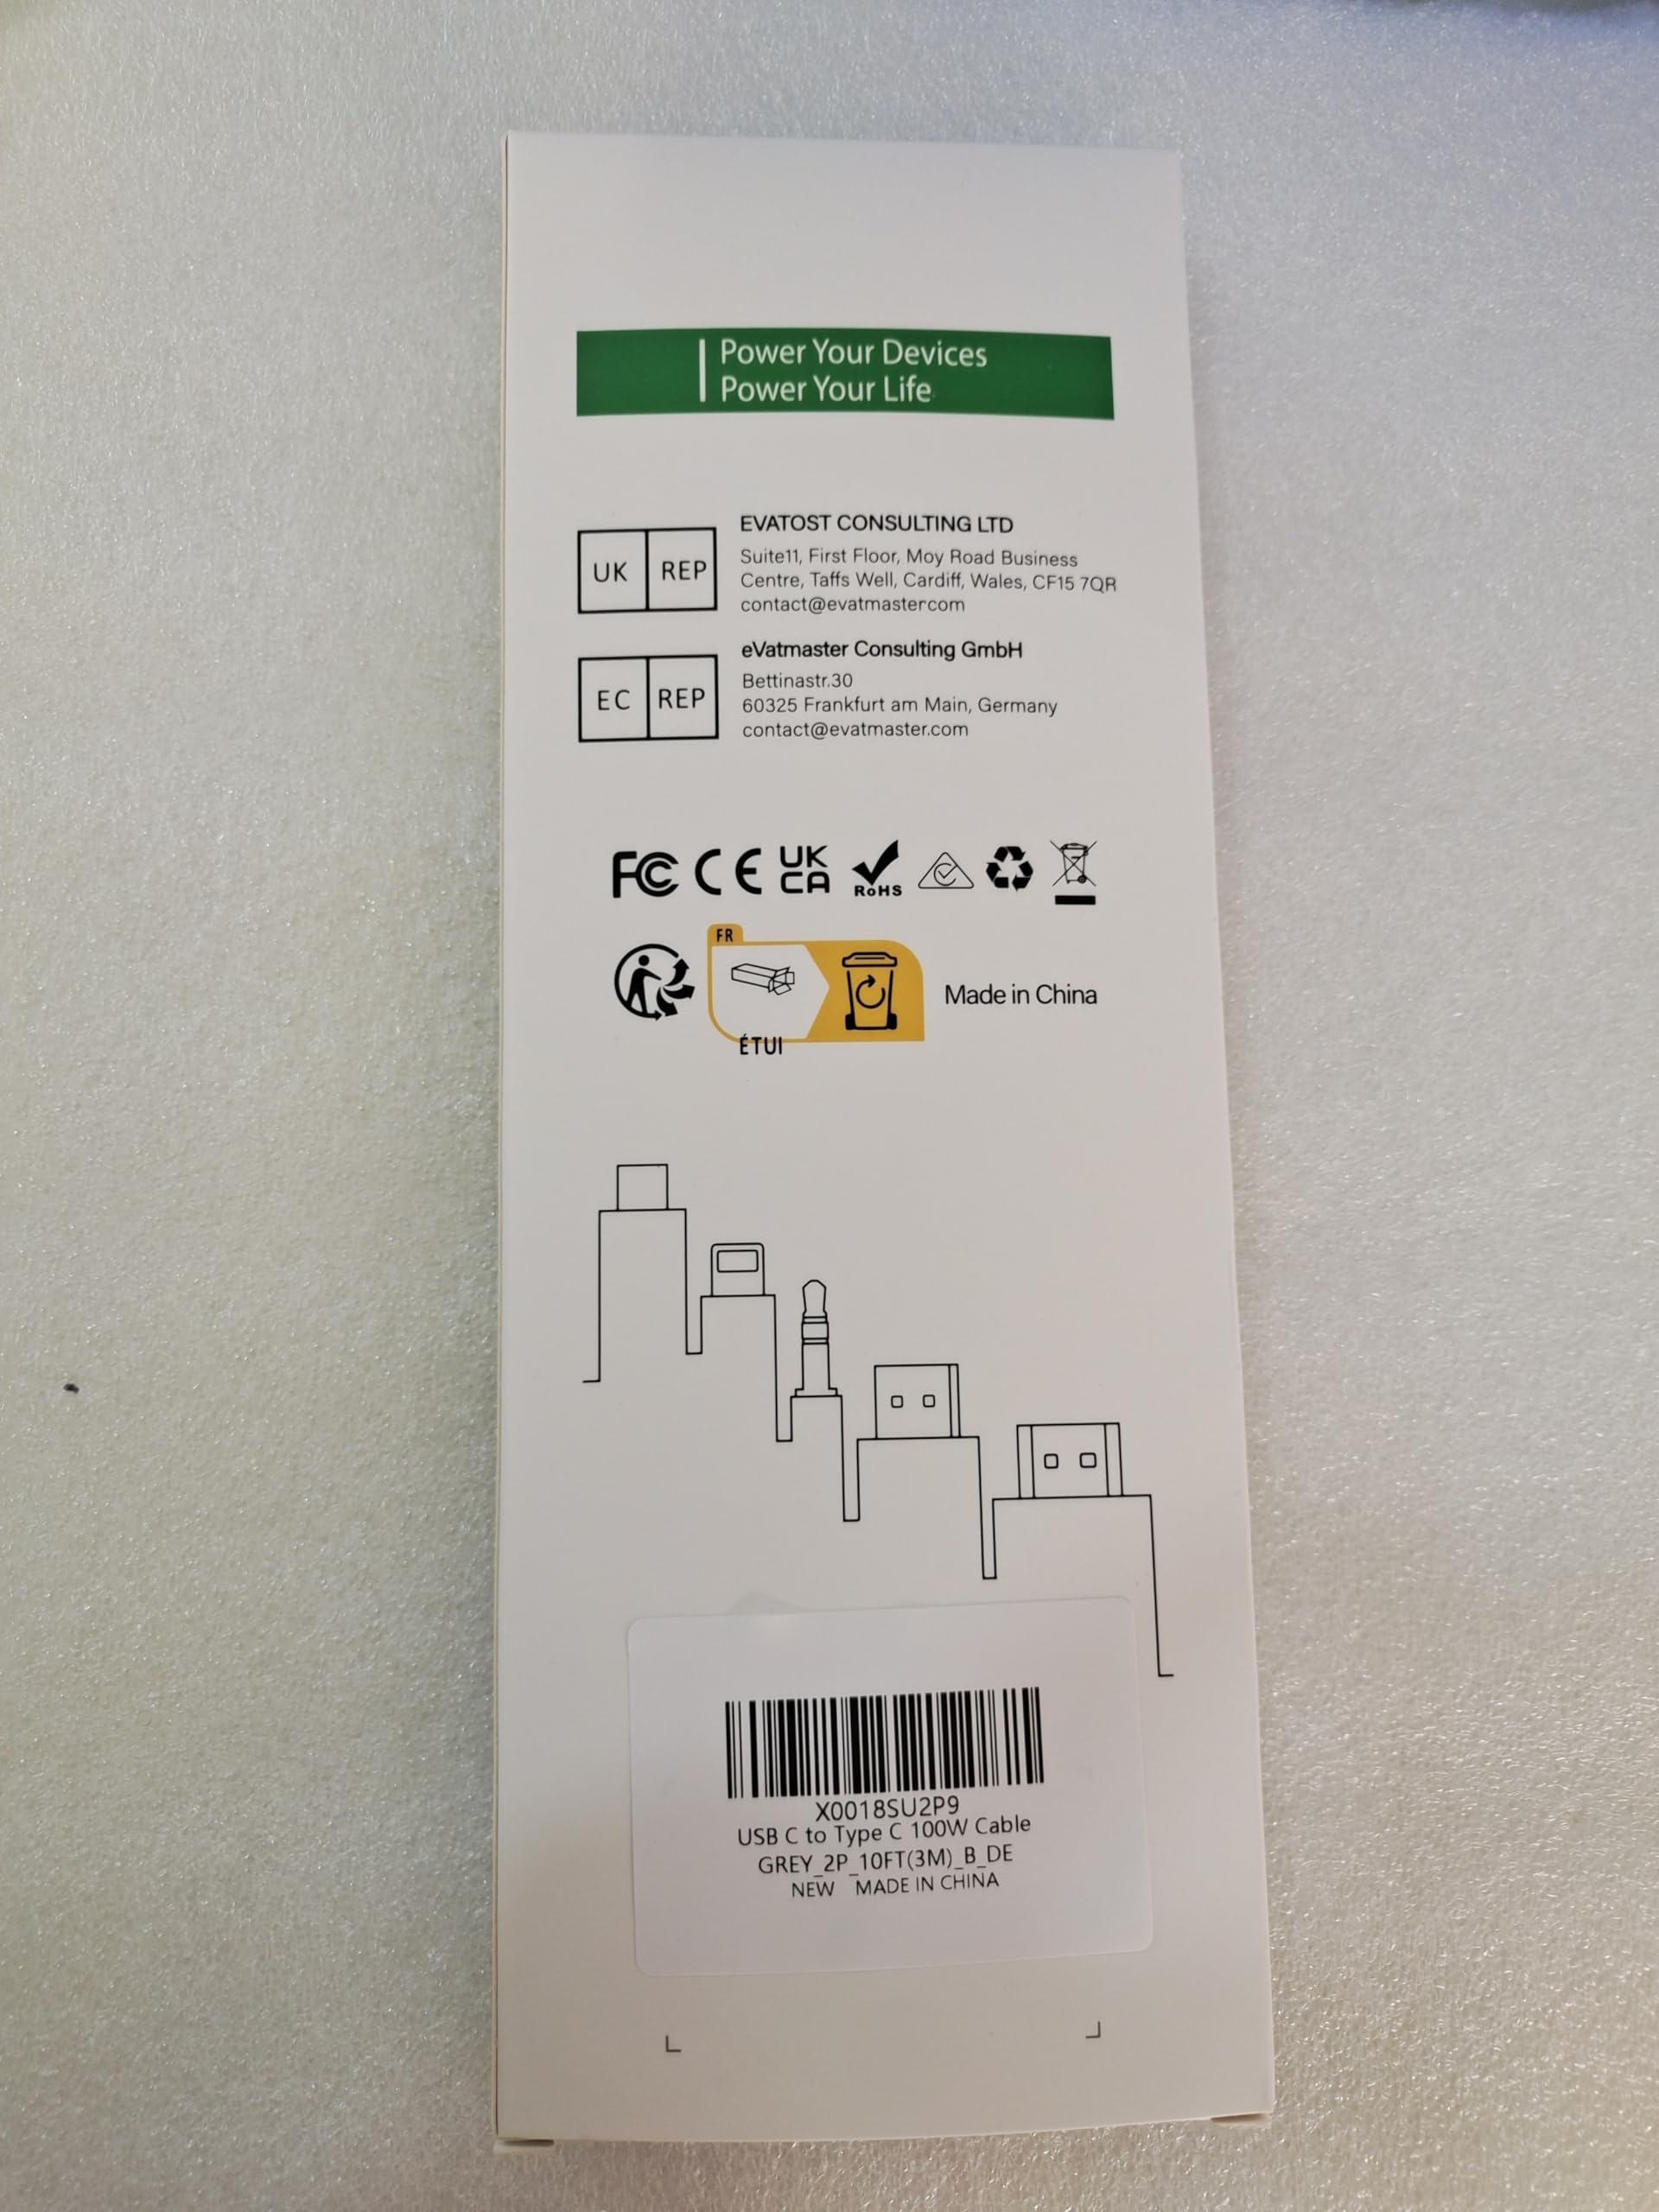 Power Your Devices
Power Your Life
UK REP
EVATOST CONSULTING LTD
Suite11, First Floor, Moy Road Business
Centre, Taffs Well, Cardiff, Wales, CF15 7QR
contact@evatmastercom
EC REP
eVatmaster Consulting GmbH
Bettinastr.30
60325 Frankfurt am Main, Germany
contact@evatmaster.com
FC CE UK
CA
RoHS
FR
ÉTUI
Made in China
X0018SU2P9
USB C to Type C 100W Cable
GREY_2P_10FT(3M)_B_DE
NEW MADE IN CHINA